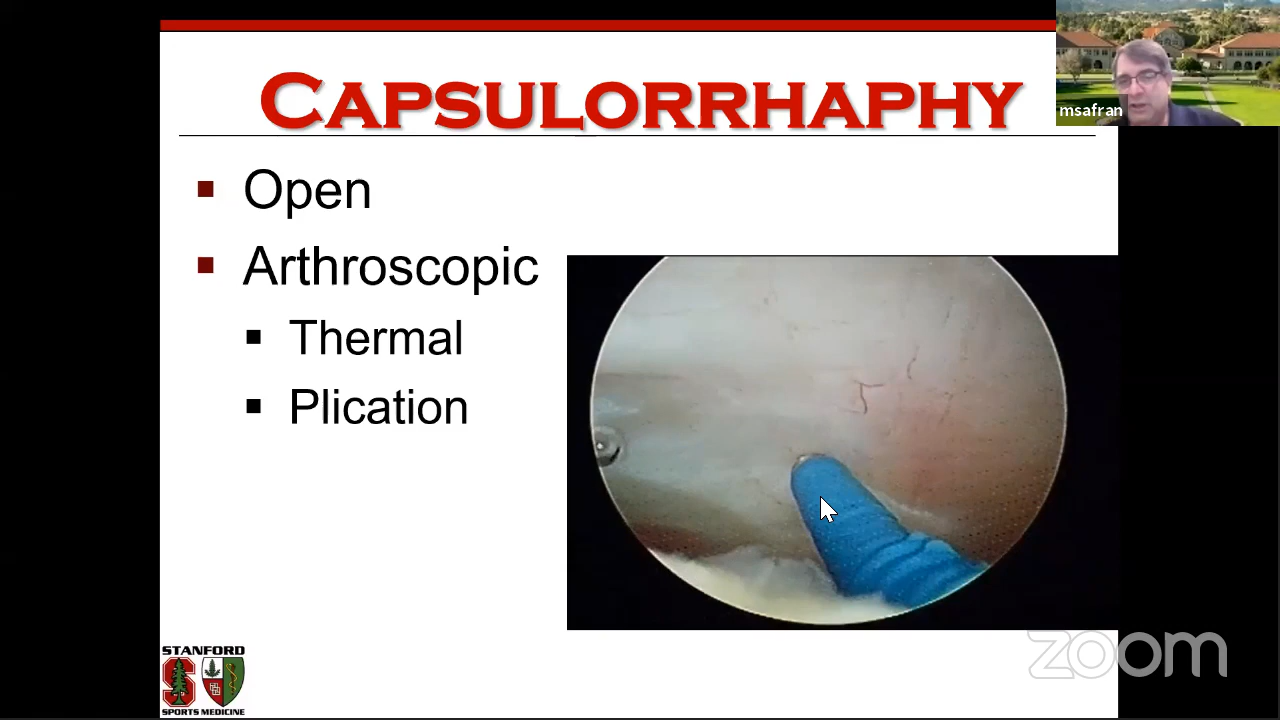 CAPSULORRHAPHY
msafran
Open
Arthroscopic
Thermal
Plication
STANFORD
S
SPORTS MEDICINE
zoom